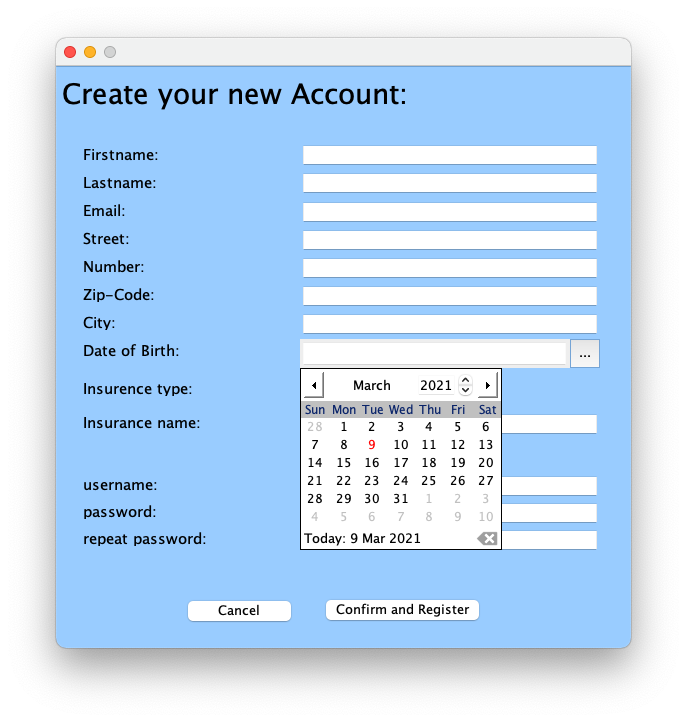 Create your new Account:
Firstname:
Lastname:
Email:
Street:
Number:
Zip-Code:
City:
Date of Birth: ...
March 2021
Insurence type:
Sun Mon Tue Wed Thu Fri Sat
Insurance name:
28 1 2 3 4 5 6
7 8 9 10 11 12 13
14 15 16 17 18 19 20
21 22 23 24 25 26 27
28 29 30 31 1 2 3
4 5 6 7 8 9 10
Today: 9 Mar 2021
username:
password:
repeat password:
Cancel Confirm and Register